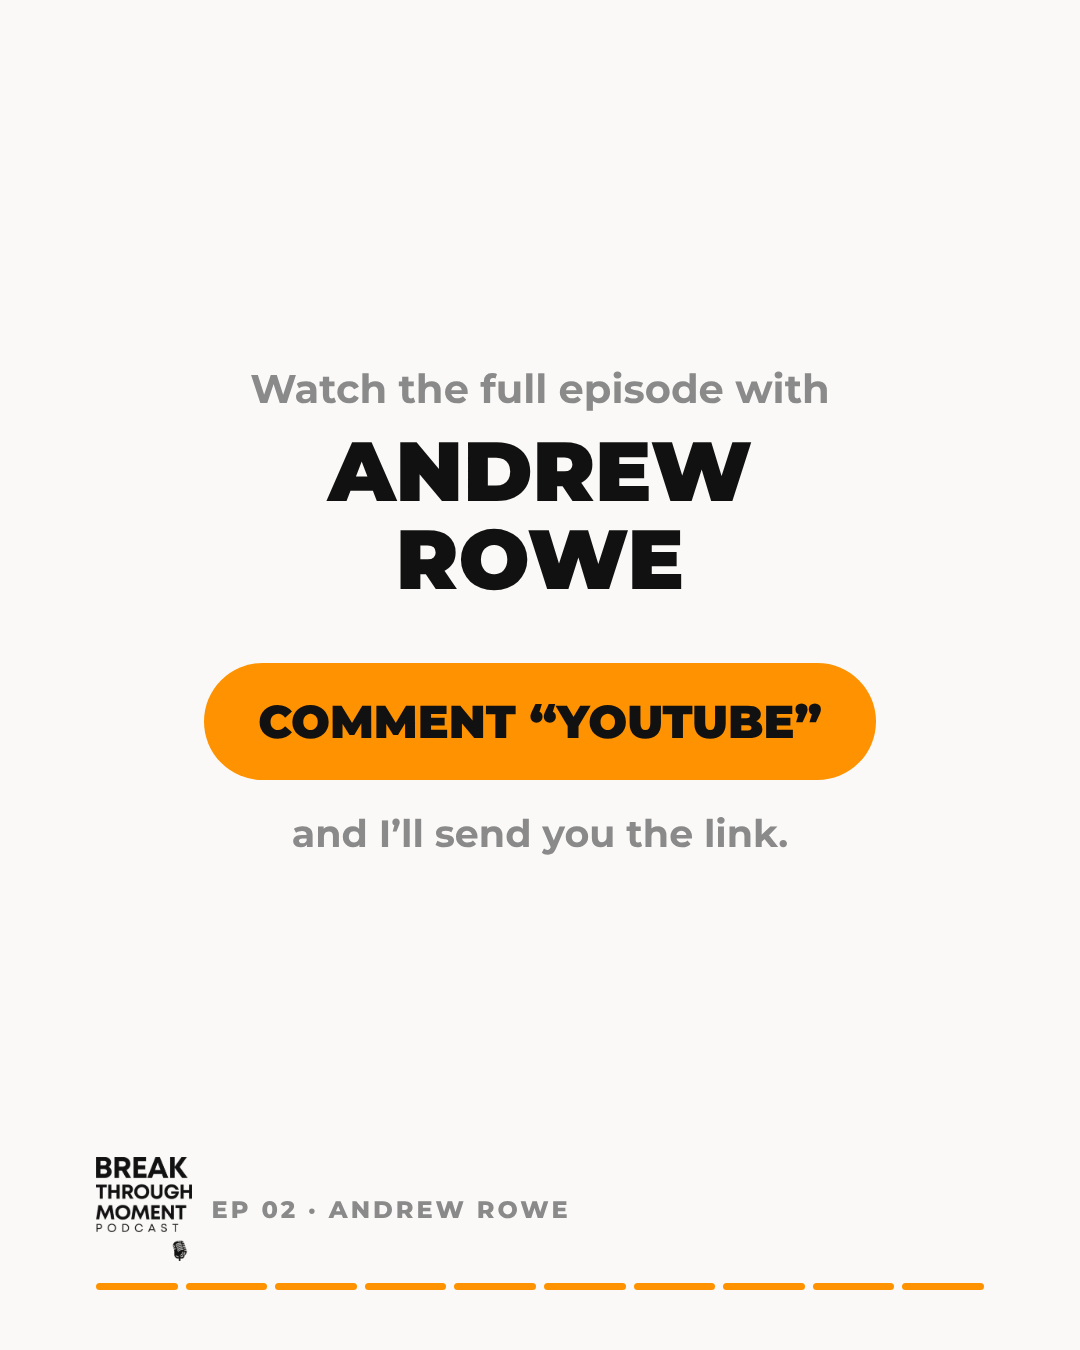 Watch the full episode with
ANDREW
ROWE
COMMENT “YOUTUBE”
and I’ll send you the link.
BREAK
THROUGH
MOMENT
PODCAST
EP 02 · ANDREW ROWE